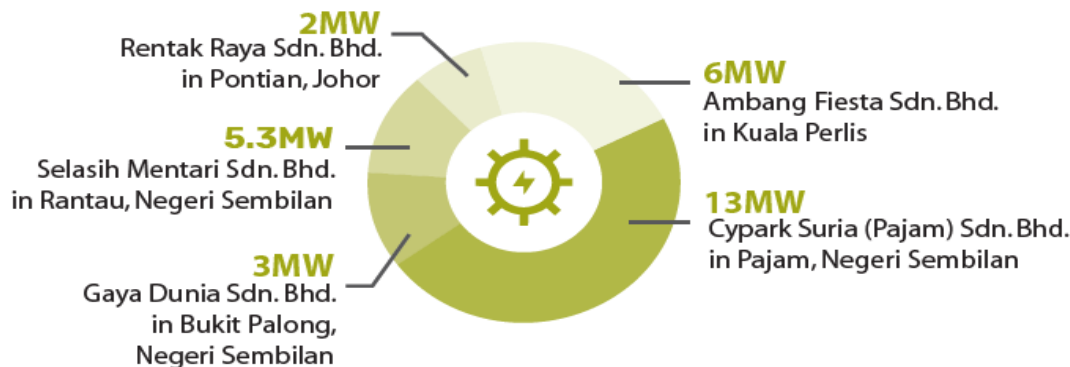 2MW
Rentak Raya Sdn. Bhd.
in Pontian, Johor
6MW
Ambang Fiesta Sdn. Bhd.
in Kuala Perlis
5.3MW
Selasih Mentari Sdn. Bhd.
in Rantau, Negeri Sembilan
13MW
Cypark Suria (Pajam) Sdn. Bhd.
in Pajam, Negeri Sembilan
3MW
Gaya Dunia Sdn. Bhd.
in Bukit Palong,
Negeri Sembilan